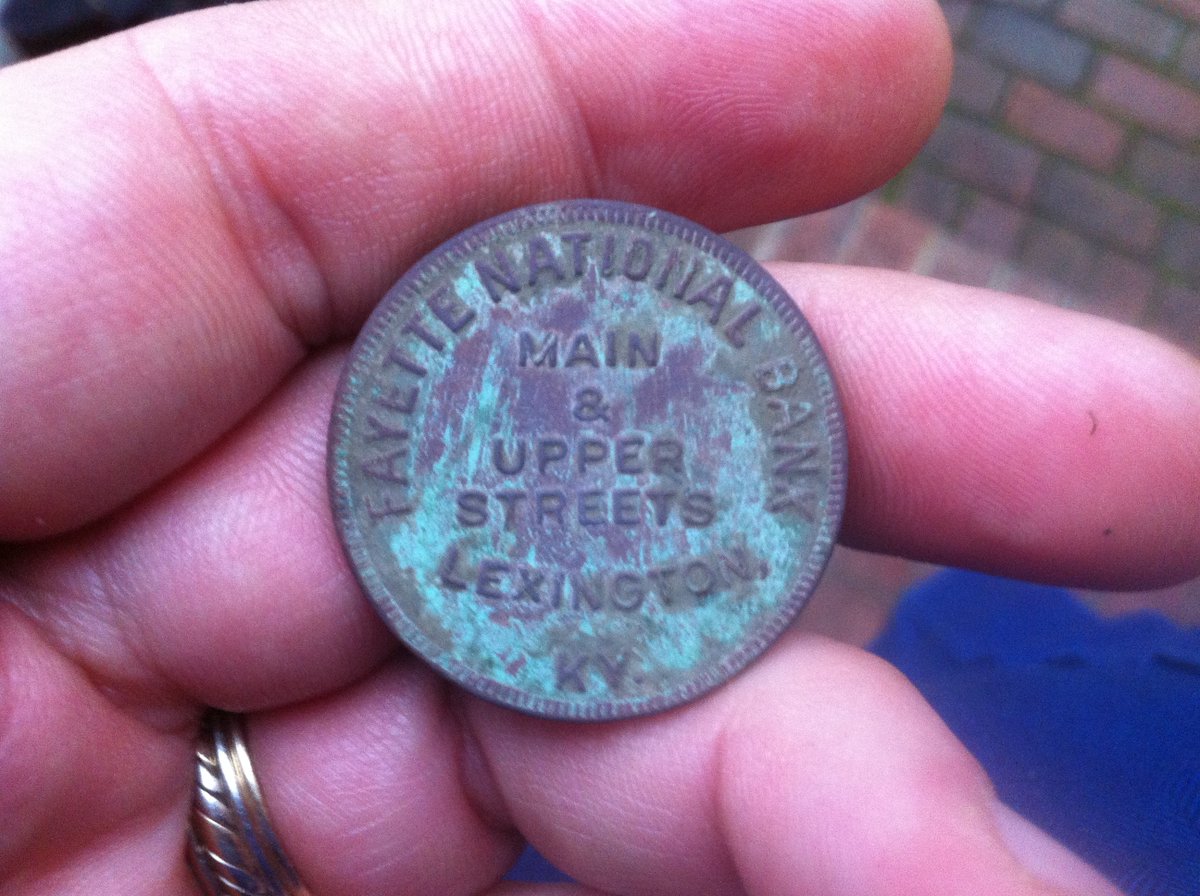 FAYETTE NATIONAL BANK
MAIN
&
UPPER
STREETS
LEXINGTON.
KY.